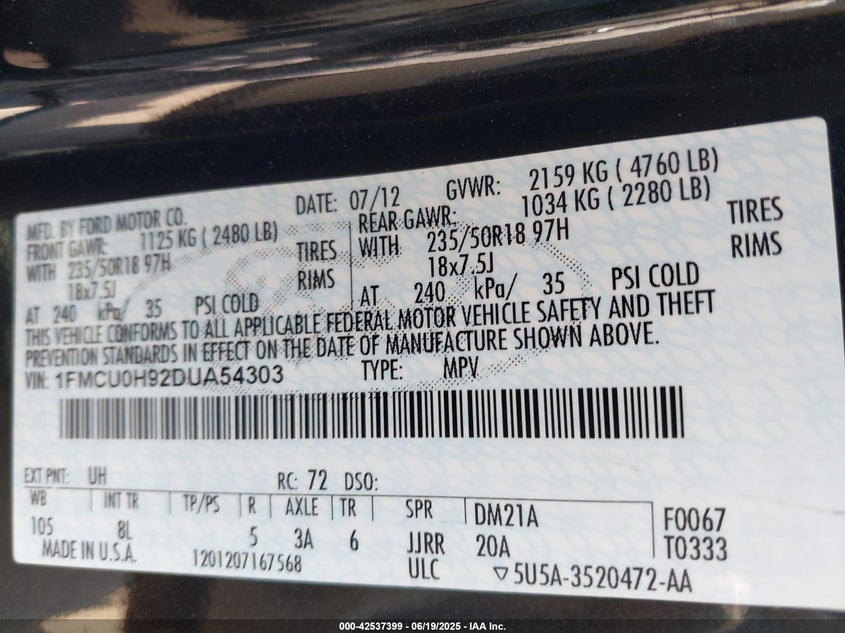 MFD. BY FORD MOTOR CO. DATE: 07/12 GVWR: 2159 KG ( 4760 LB)
FRONT GAWR: 1125 KG ( 2480 LB) REAR GAWR: 1034 KG ( 2280 LB)
WITH 235/50R18 97H TIRES WITH 235/50R18 97H TIRES
18x7.5J RIMS 18x7.5J RIMS
AT 240 kPa/ 35 PSI COLD AT 240 kPa/ 35 PSI COLD
THIS VEHICLE CONFORMS TO ALL APPLICABLE FEDERAL MOTOR VEHICLE SAFETY AND THEFT
PREVENTION STANDARDS IN EFFECT ON THE DATE OF MANUFACTURE SHOWN ABOVE.
VIN: 1FMCU0H92DUA54303 TYPE: MPV
EXT PNT: UH RC: 72 DSO:
WB INT TR TP/PS R AXLE TR SPR DM21A F0067
105 8L 5 3A 6 JJRR 20A T0333
MADE IN U.S.A. 1201207167568 ULC ▽5U5A-3520472-AA
000-42537399 - 06/19/2025 - IAA Inc.